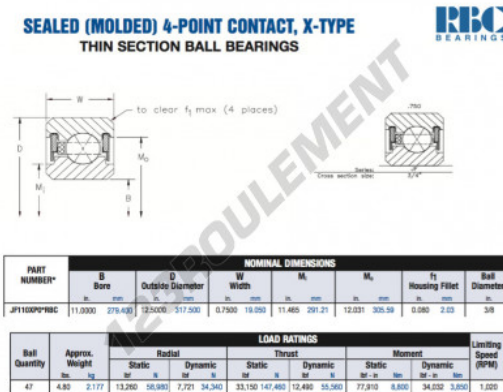 SEALED (MOLDED) 4-POINT CONTACT, X-TYPE
THIN SECTION BALL BEARINGS
RBC
BEARINGS
W
to clear f1 max (4 places)
D
Mi
Mo
B
.750
Series:
Cross section size: 3/4"
123ROULEMENT
NOMINAL DIMENSIONS
PART NUMBER* B Bore D Outside Diameter W Width Mi Mo f1 Housing Fillet Ball Diameter
in. mm in. mm in. mm in. mm in. mm in. mm in.
JF110XP0*RBC 11.0000 279.400 12.5000 317.500 0.7500 19.050 11.465 291.21 12.031 305.59 0.080 2.03 3/8
LOAD RATINGS
Ball Quantity Approx. Weight Radial Thrust Moment Limiting Speed (RPM)
Static Dynamic Static Dynamic Static Dynamic
lbs. kg lbf N lbf N lbf N lbf N lbf - in Nm lbf - in Nm
47 4.80 2.177 13,260 58,980 7,721 34,340 33,150 147,460 12,490 55,560 77,910 8,800 34,032 3,850 1,020